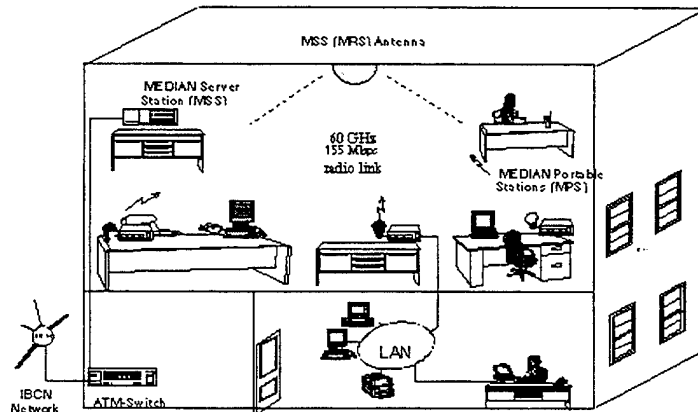 MSS (MRS) Antenna
MEDIAN Server
Station (MSS)
60 GHz
155 Mbps
radio link
MEDIAN Portable
Stations (MPS)
LAN
IBCN
Network
ATM-Switch